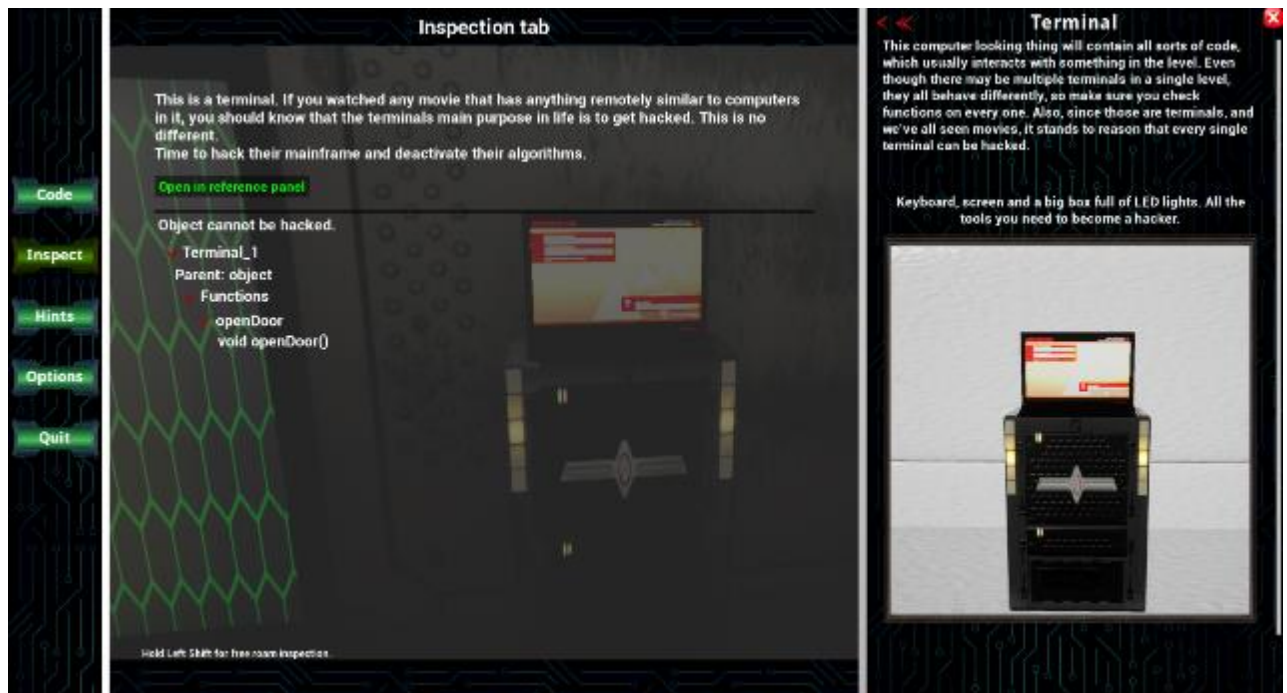 Code
Inspect
Hints
Options
Quit
Inspection tab
This is a terminal. If you watched any movie that has anything remotely similar to computers
in it, you should know that the terminals main purpose in life is to get hacked. This is no
different.
Time to hack their mainframe and deactivate their algorithms.
Open in reference panel
Object cannot be hacked.
Terminal_1
Parent: object
Functions
openDoor
void openDoor()
Hold Left Shift for free roam inspection.
Terminal
This computer looking thing will contain all sorts of code,
which usually interacts with something in the level. Even
though there may be multiple terminals in a single level,
they all behave differently, so make sure you check
functions on every one. Also, since those are terminals, and
we've all seen movies, it stands to reason that every single
terminal can be hacked.
Keyboard, screen and a big box full of LED lights. All the
tools you need to become a hacker.